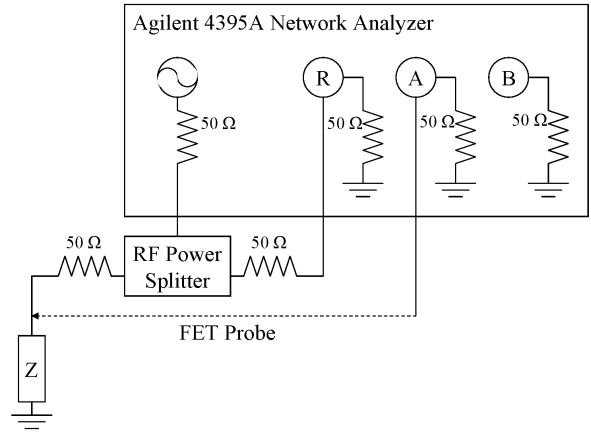 Agilent 4395A Network Analyzer
R
A
B
50 Ω
50 Ω
50 Ω
50 Ω
50 Ω
RF Power
Splitter
50 Ω
FET Probe
Z